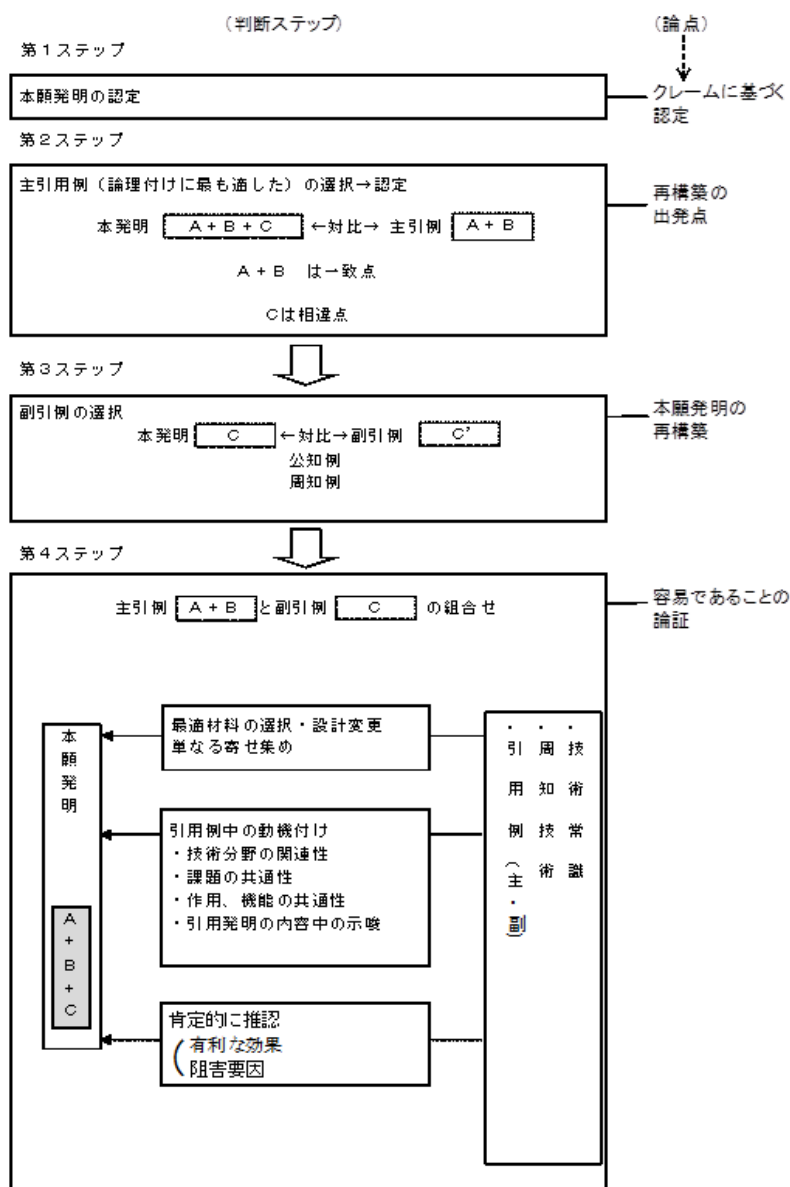 （判断ステップ）
（論点）
第１ステップ
本願発明の認定
クレームに基づく
認定
第２ステップ
主引用例（論理付けに最も適した）の選択→認定
本発明 Ａ＋Ｂ＋Ｃ ←対比→ 主引例 Ａ＋Ｂ
Ａ＋Ｂ は一致点
Ｃは相違点
再構築の
出発点
第３ステップ
副引例の選択
本発明 Ｃ ←対比→副引例 Ｃ’
公知例
周知例
本願発明の
再構築
第４ステップ
主引例 Ａ＋Ｂ と副引例 Ｃ の組合せ
容易であることの
論証
本願発明
Ａ＋Ｂ＋Ｃ
最適材料の選択・設計変更
単なる寄せ集め
引用例中の動機付け
・技術分野の関連性
・課題の共通性
・作用、機能の共通性
・引用発明の内容中の示唆
肯定的に推認
（有利な効果
阻害要因
・技術常識
・周知技術
・引用例（主・副）